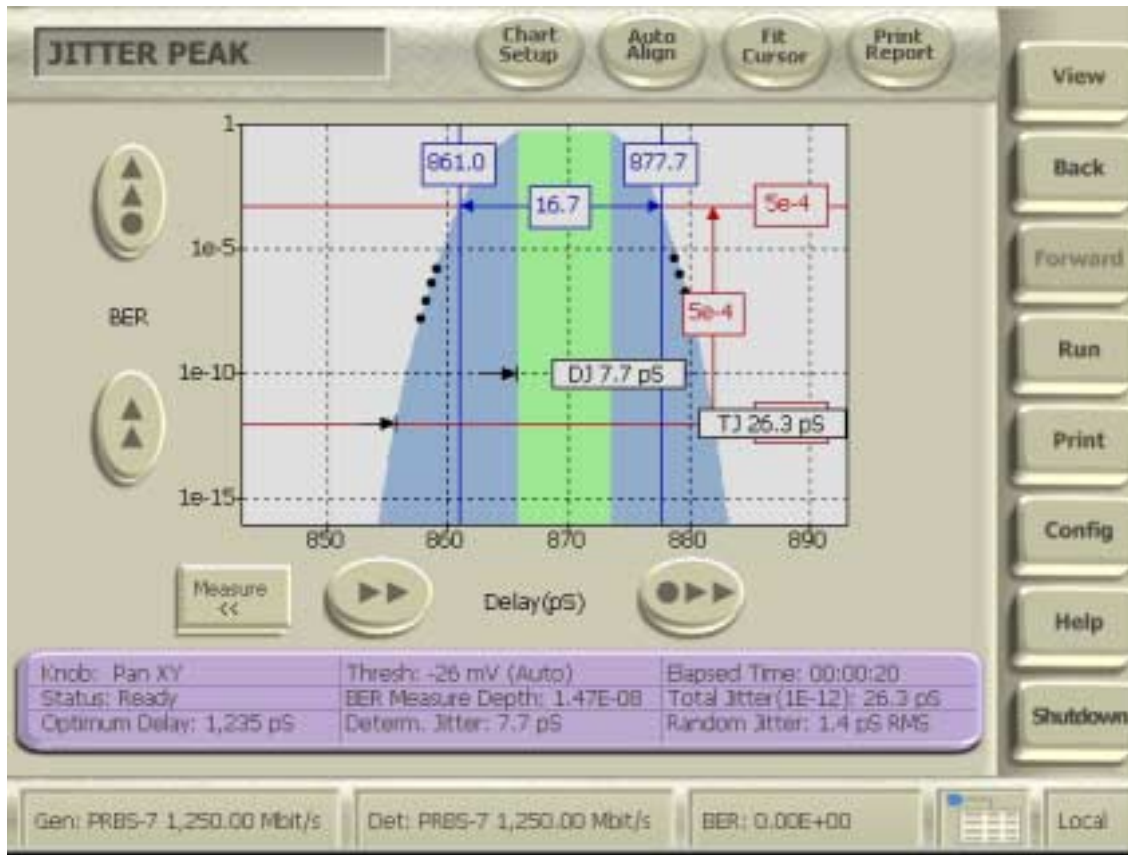 JITTER PEAK
Chart
Setup
Auto
Align
Fit
Cursor
Print
Report
View
Back
Forward
Run
Print
Config
Help
Shutdown
1
861.0
877.7
16.7
5e-4
1e-5
BER
5e-4
1e-10
DJ 7.7 pS
TJ 26.3 pS
1e-15
850
860
870
880
890
Measure
<<
Delay(pS)
Knob: Pan XY
Thresh: -26 mV (Auto)
Elapsed Time: 00:00:20
Status: Ready
BER Measure Depth: 1.47E-08
Total Jitter(1E-12): 26.3 pS
Optimum Delay: 1,235 pS
Determ. Jitter: 7.7 pS
Random Jitter: 1.4 pS RMS
Gen: PRBS-7 1,250.00 Mbit/s
Det: PRBS-7 1,250.00 Mbit/s
BER: 0.00E+00
Local